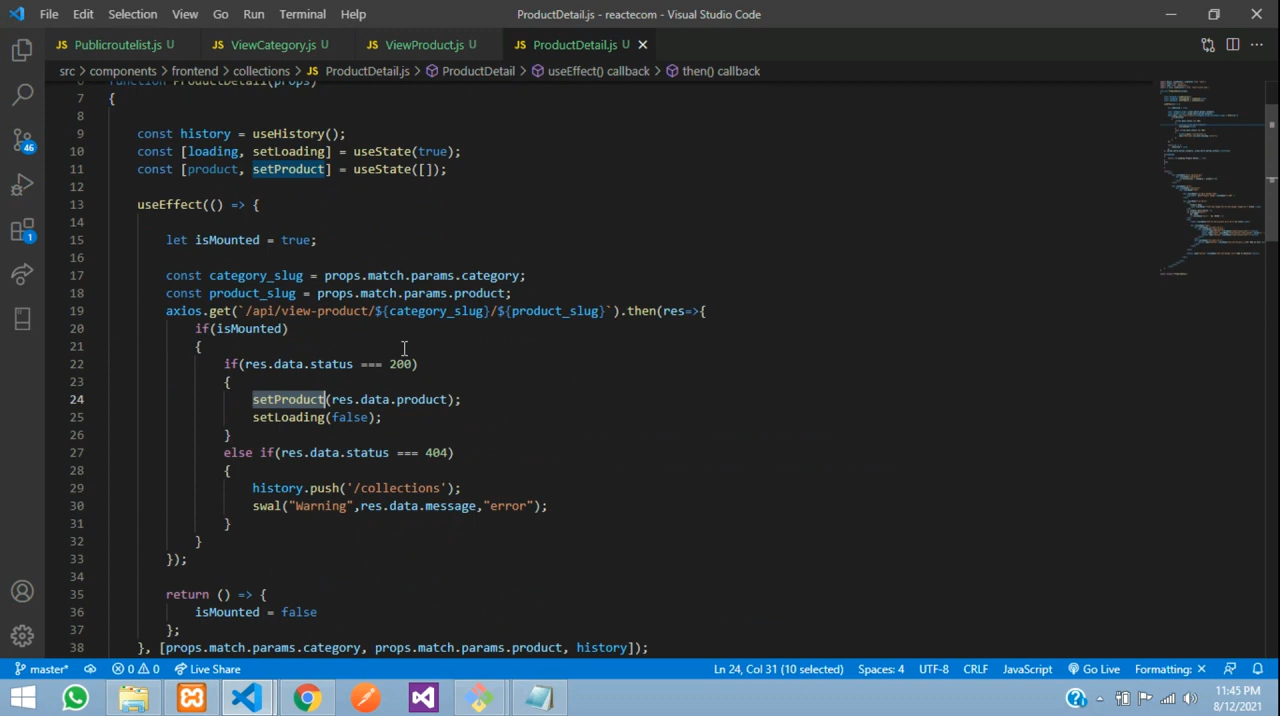 File Edit Selection View Go Run Terminal Help ProductDetail.js - reactecom - Visual Studio Code
JS Publicroutelist.js U JS ViewCategory.js U JS ViewProduct.js U JS ProductDetail.js U
src > components > frontend > collections > JS ProductDetail.js > ProductDetail > useEffect() callback > then() callback
function ProductDetail(props)
7 {
8
9 const history = useHistory();
10 const [loading, setLoading] = useState(true);
11 const [product, setProduct] = useState([]);
12
13 useEffect(() => {
14
15 let isMounted = true;
16
17 const category_slug = props.match.params.category;
18 const product_slug = props.match.params.product;
19 axios.get(`/api/view-product/${category_slug}/${product_slug}`).then(res=>{
20 if(isMounted)
21 {
22 if(res.data.status === 200)
23 {
24 setProduct(res.data.product);
25 setLoading(false);
26 }
27 else if(res.data.status === 404)
28 {
29 history.push('/collections');
30 swal("Warning",res.data.message,"error");
31 }
32 }
33 });
34
35 return () => {
36 isMounted = false
37 };
38 }, [props.match.params.category, props.match.params.product, history]);
46
1
master* 0 0 Live Share Ln 24, Col 31 (10 selected) Spaces: 4 UTF-8 CRLF JavaScript Go Live Formatting: ×
11:45 PM
8/12/2021